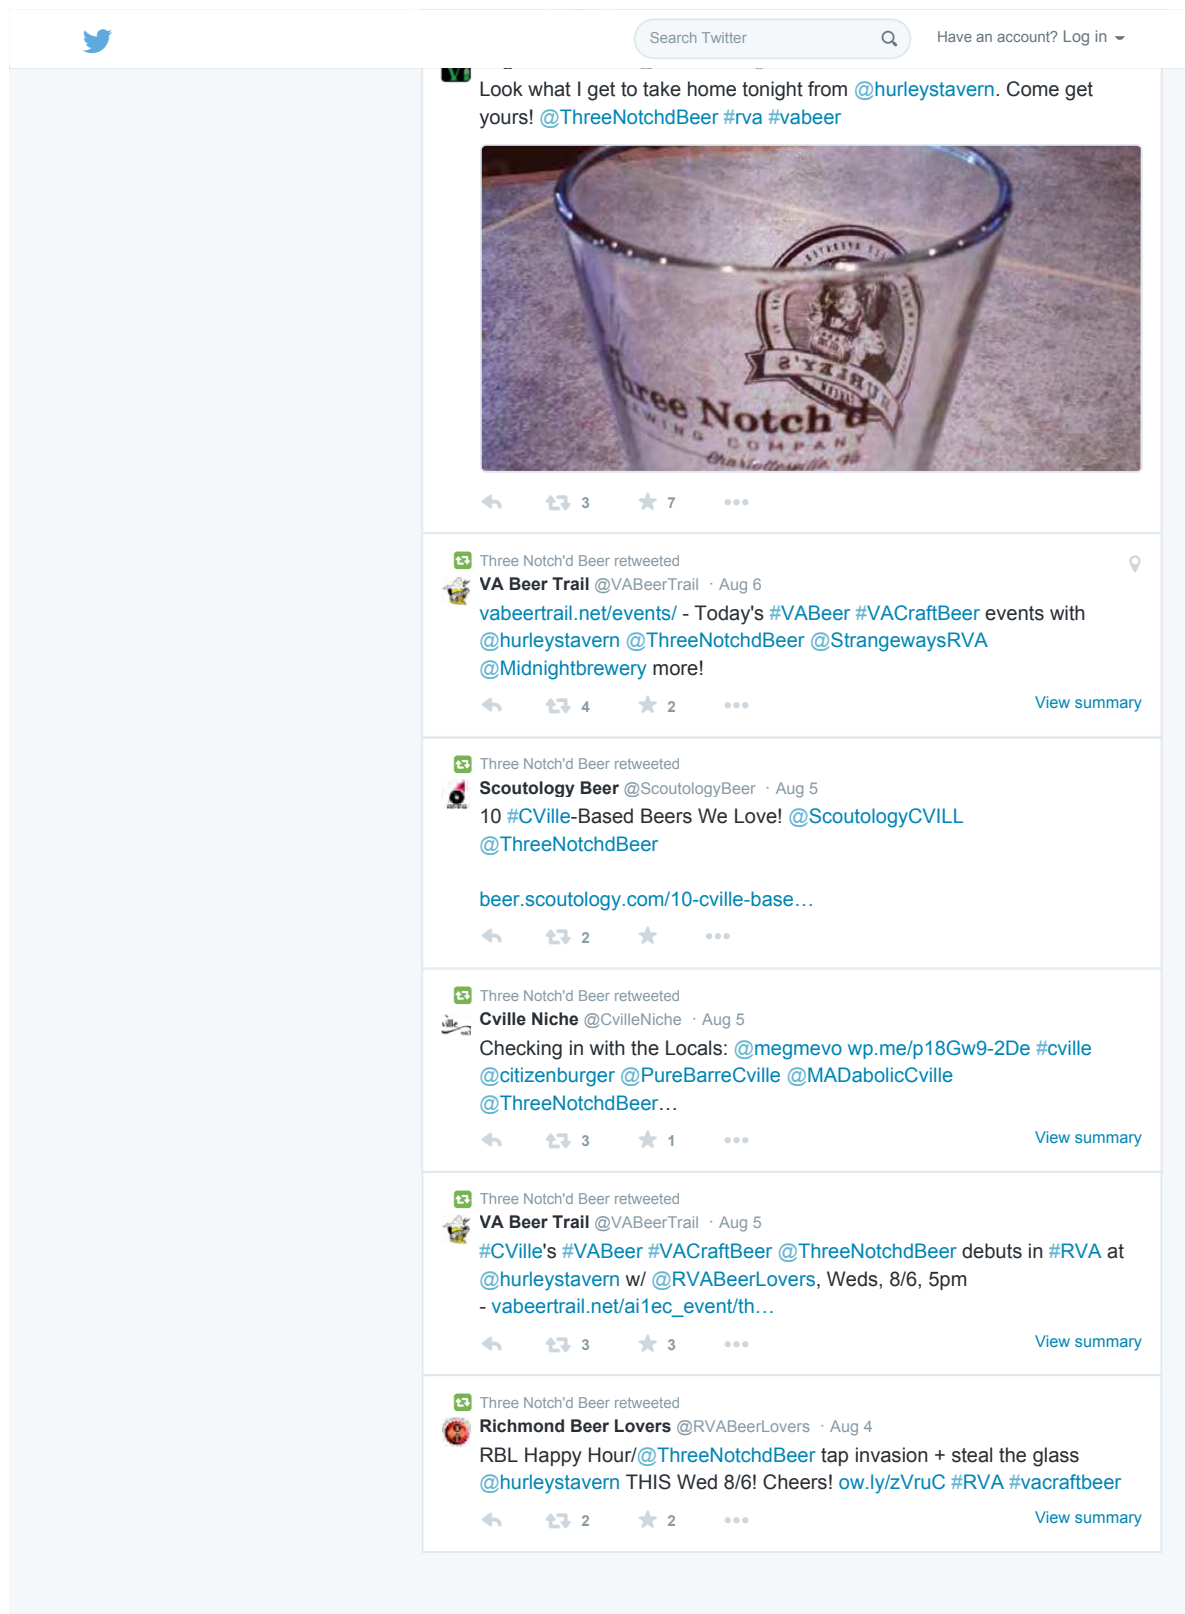 Search Twitter
Have an account? Log in
Look what I get to take home tonight from @hurleystavern. Come get
yours! @ThreeNotchdBeer #rva #vabeer
HURLEY'S
TAVERN
Three Notch'd
BREWING COMPANY
Charlottesville, Va
3 7
Three Notch'd Beer retweeted
VA Beer Trail @VABeerTrail · Aug 6
vabeertrail.net/events/ - Today's #VABeer #VACraftBeer events with
@hurleystavern @ThreeNotchdBeer @StrangewaysRVA
@Midnightbrewery more!
4 2 View summary
Three Notch'd Beer retweeted
Scoutology Beer @ScoutologyBeer · Aug 5
10 #CVille-Based Beers We Love! @ScoutologyCVILL
@ThreeNotchdBeer
beer.scoutology.com/10-cville-base…
2
Three Notch'd Beer retweeted
Cville Niche @CvilleNiche · Aug 5
Checking in with the Locals: @megmevo wp.me/p18Gw9-2De #cville
@citizenburger @PureBarreCville @MADabolicCville
@ThreeNotchdBeer…
3 1 View summary
Three Notch'd Beer retweeted
VA Beer Trail @VABeerTrail · Aug 5
#CVille's #VABeer #VACraftBeer @ThreeNotchdBeer debuts in #RVA at
@hurleystavern w/ @RVABeerLovers, Weds, 8/6, 5pm
- vabeertrail.net/ai1ec_event/th…
3 3 View summary
Three Notch'd Beer retweeted
Richmond Beer Lovers @RVABeerLovers · Aug 4
RBL Happy Hour/@ThreeNotchdBeer tap invasion + steal the glass
@hurleystavern THIS Wed 8/6! Cheers! ow.ly/zVruC #RVA #vacraftbeer
2 2 View summary